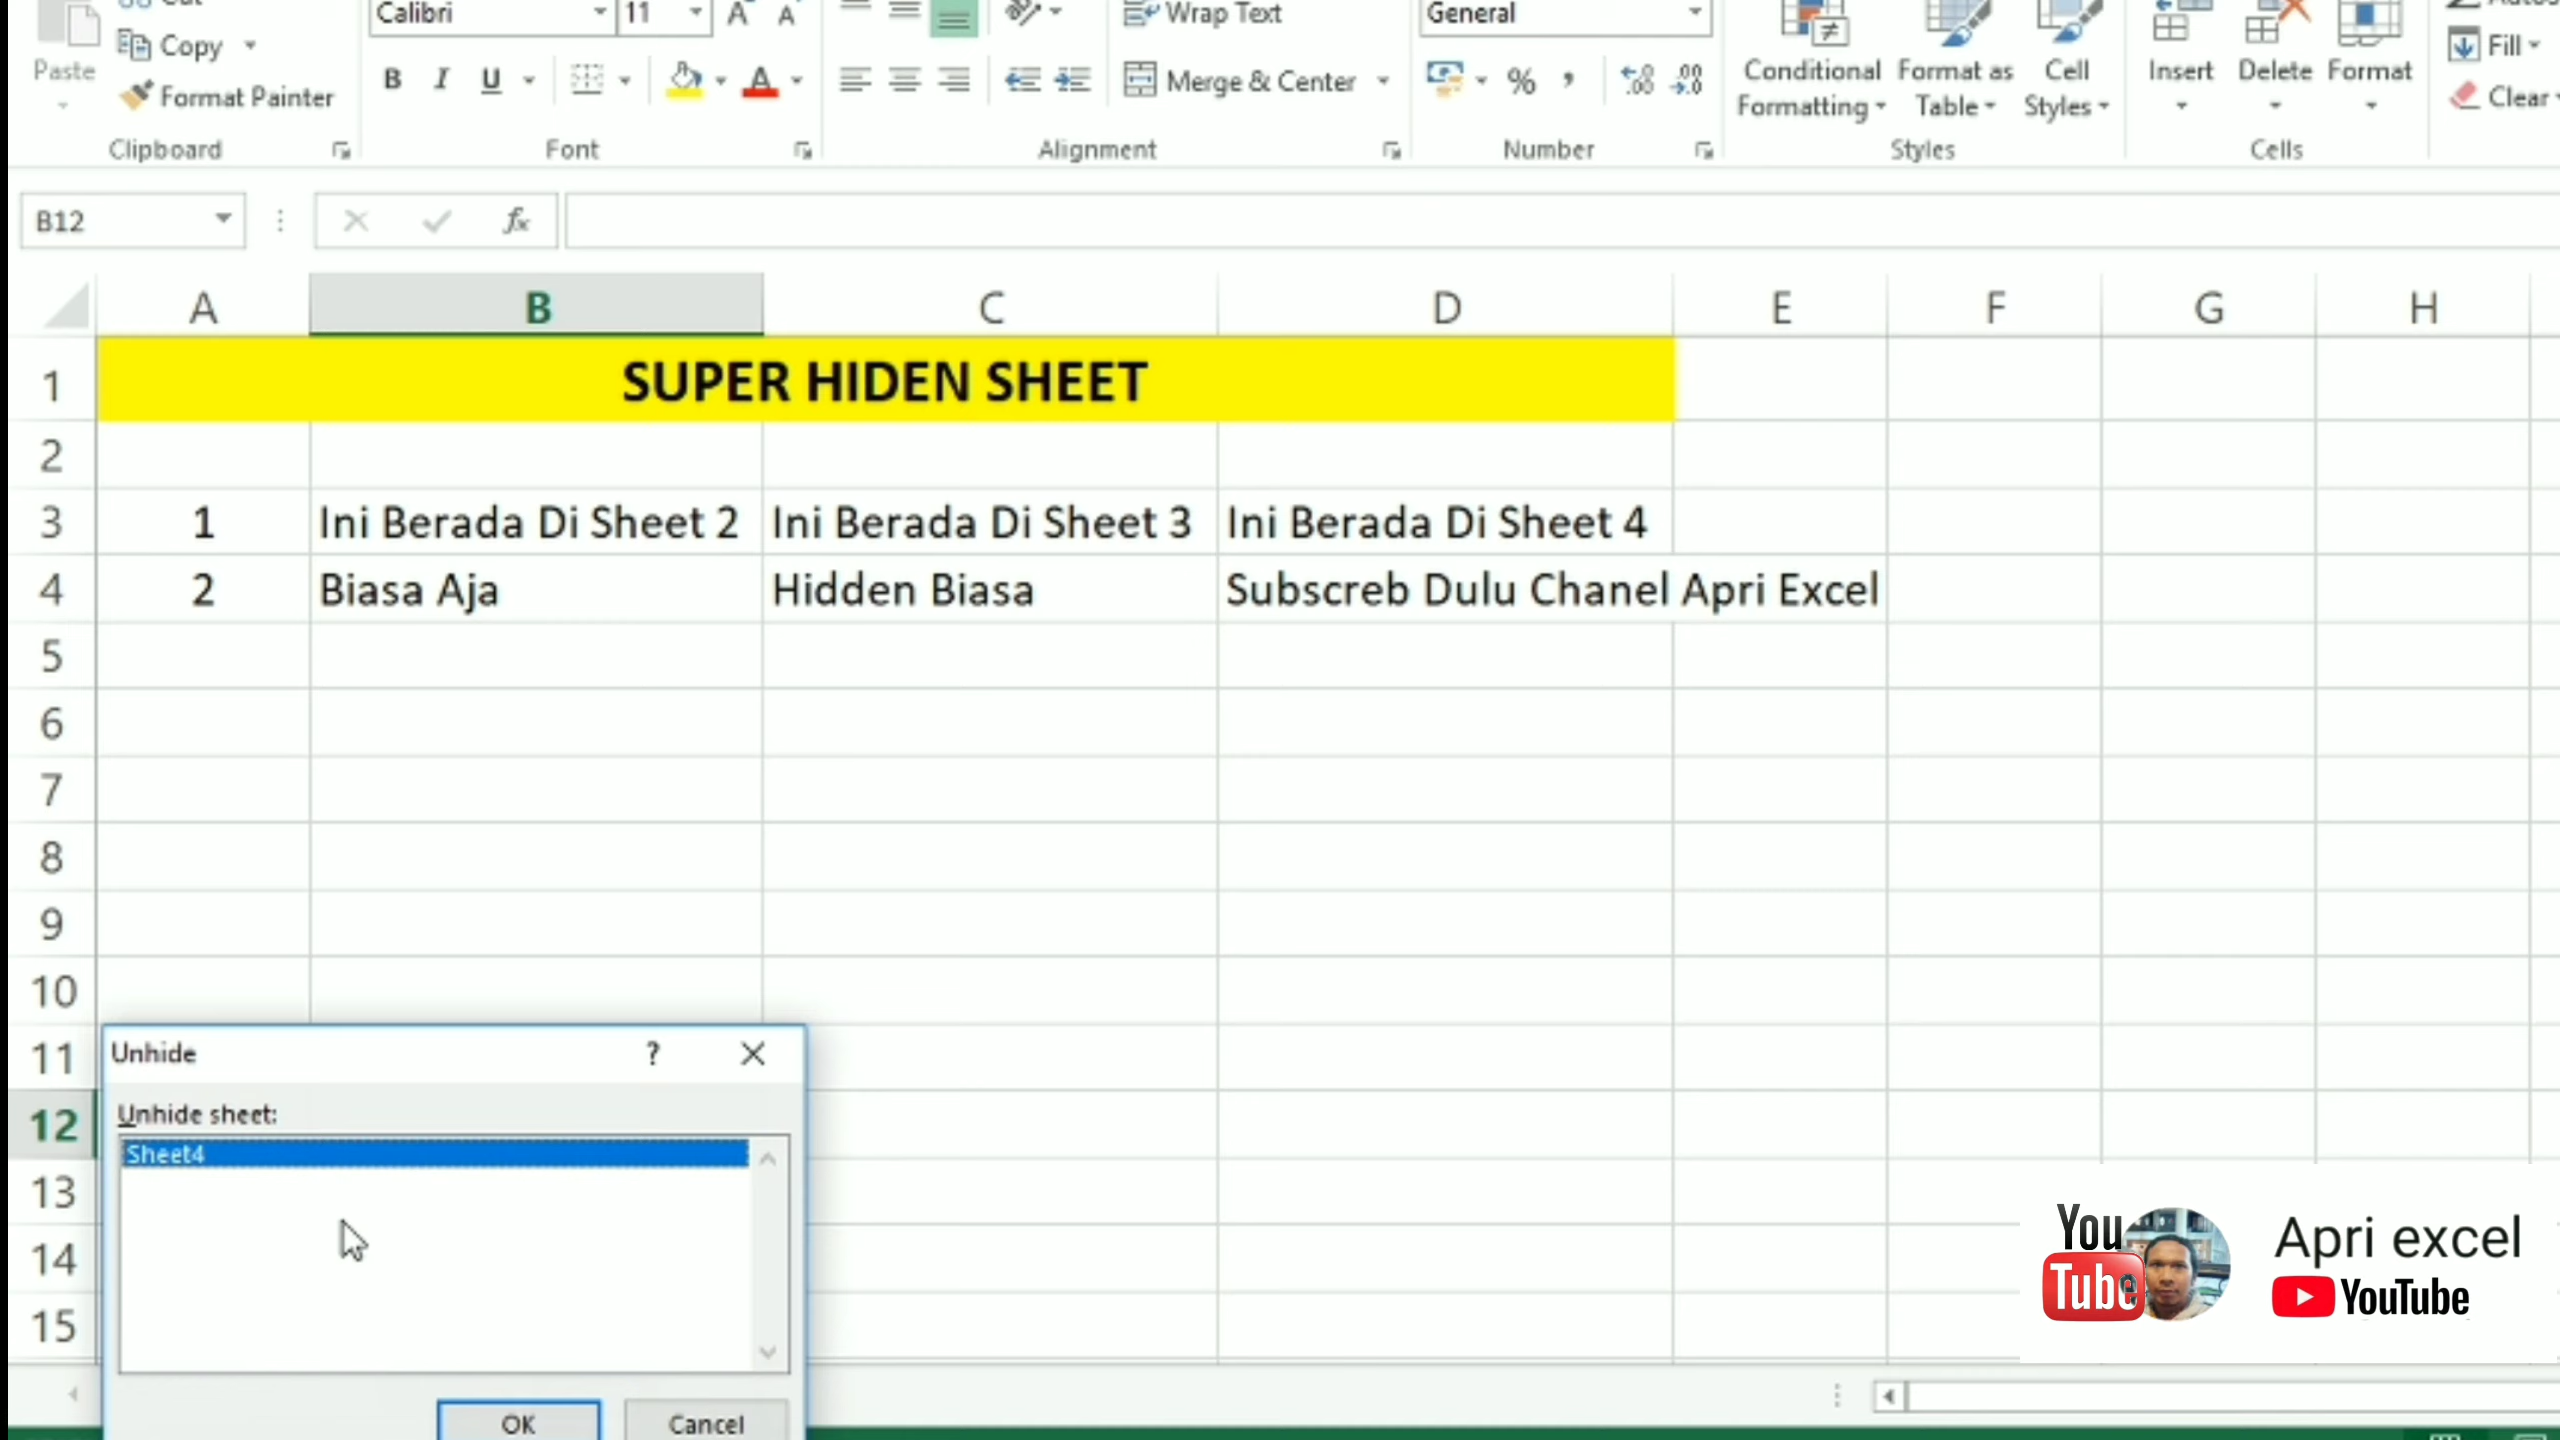 Calibri 11 Wrap Text General
Paste Copy Format Painter B I U Merge & Center % Conditional Formatting Format as Table Cell Styles Insert Delete Format Fill Clear
Clipboard Font Alignment Number Styles Cells
B12 fx
A B C D E F G H
1 SUPER HIDEN SHEET
2
3 1 Ini Berada Di Sheet 2 Ini Berada Di Sheet 3 Ini Berada Di Sheet 4
4 2 Biasa Aja Hidden Biasa Subscreb Dulu Chanel Apri Excel
5
6
7
8
9
10
11
12
13
14
15
Unhide ?
Unhide sheet:
Sheet4
OK Cancel
You Tube Apri excel
YouTube